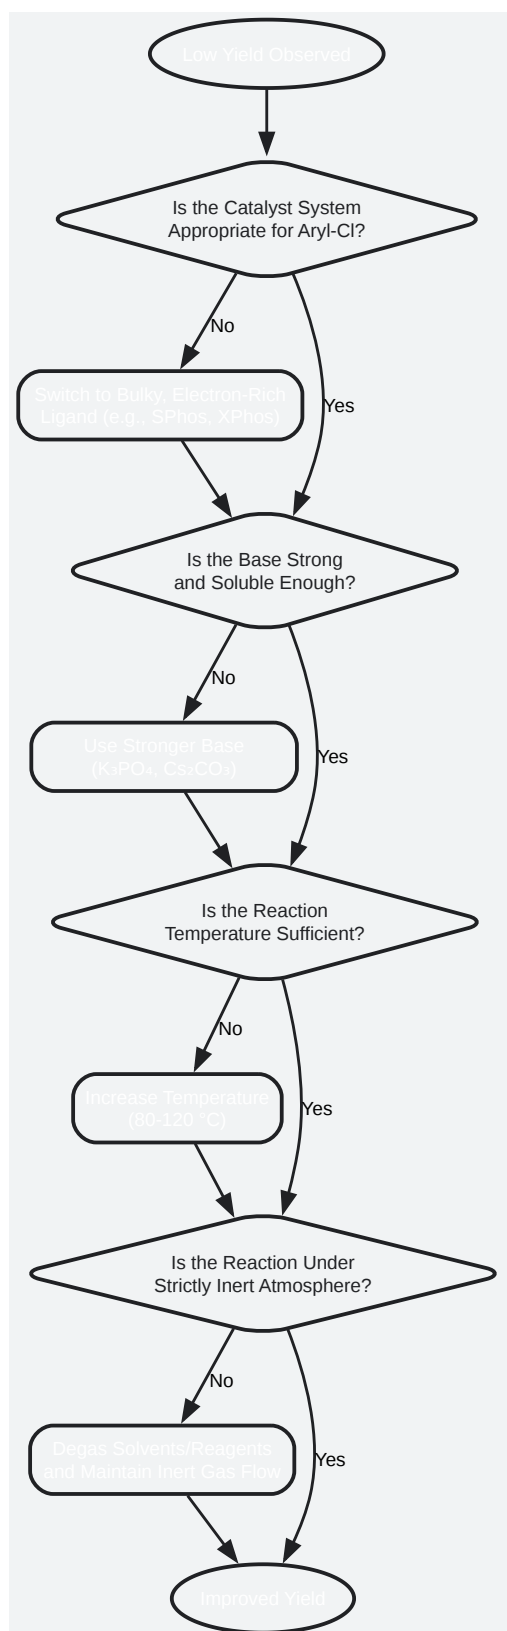 Low Yield Observed
Is the Catalyst System
Appropriate for Aryl-Cl?
No
Switch to Bulky, Electron-Rich
Ligand (e.g., SPhos, XPhos)
Yes
Is the Base Strong
and Soluble Enough?
No
Use Stronger Base
(K₃PO₄, Cs₂CO₃)
Yes
Is the Reaction
Temperature Sufficient?
No
Increase Temperature
(80-120 °C)
Yes
Is the Reaction Under
Strictly Inert Atmosphere?
No
Degas Solvents/Reagents
and Maintain Inert Gas Flow
Yes
Improved Yield